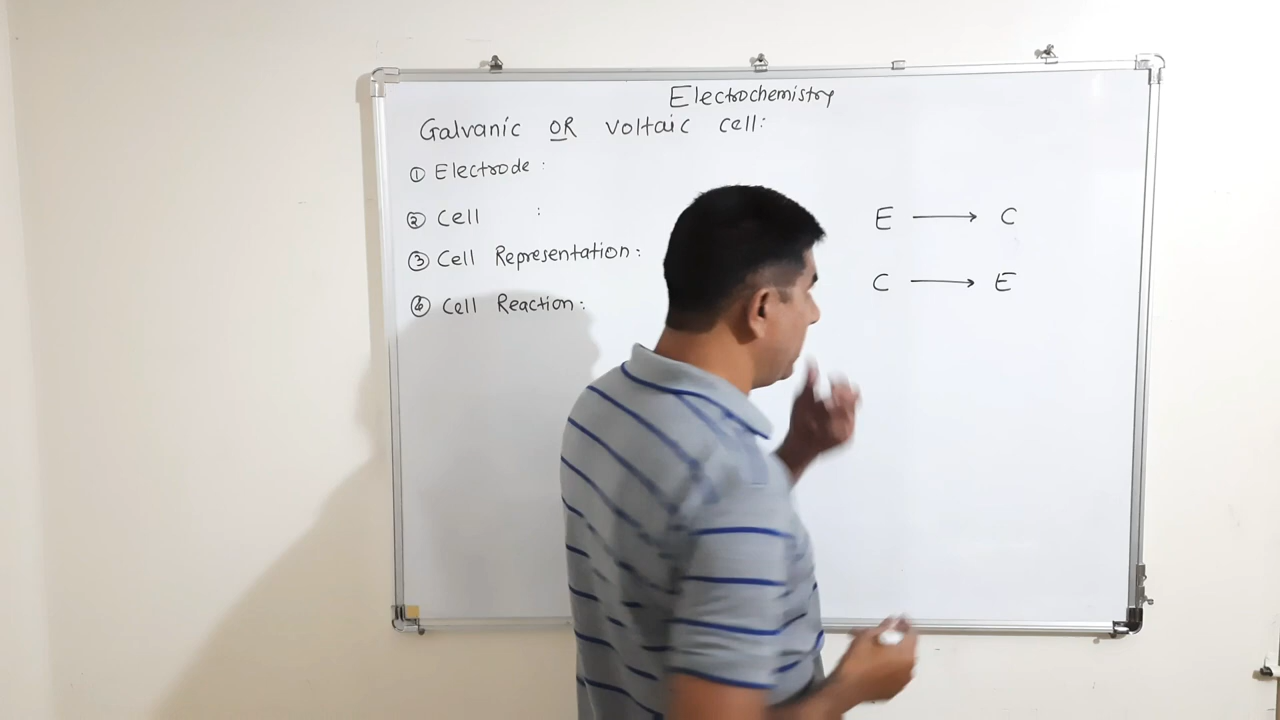 Electrochemistry
Galvanic OR Voltaic cell:
① Electrode :
② Cell :
③ Cell Representation:
④ Cell Reaction:
E ⟶ C
C ⟶ E